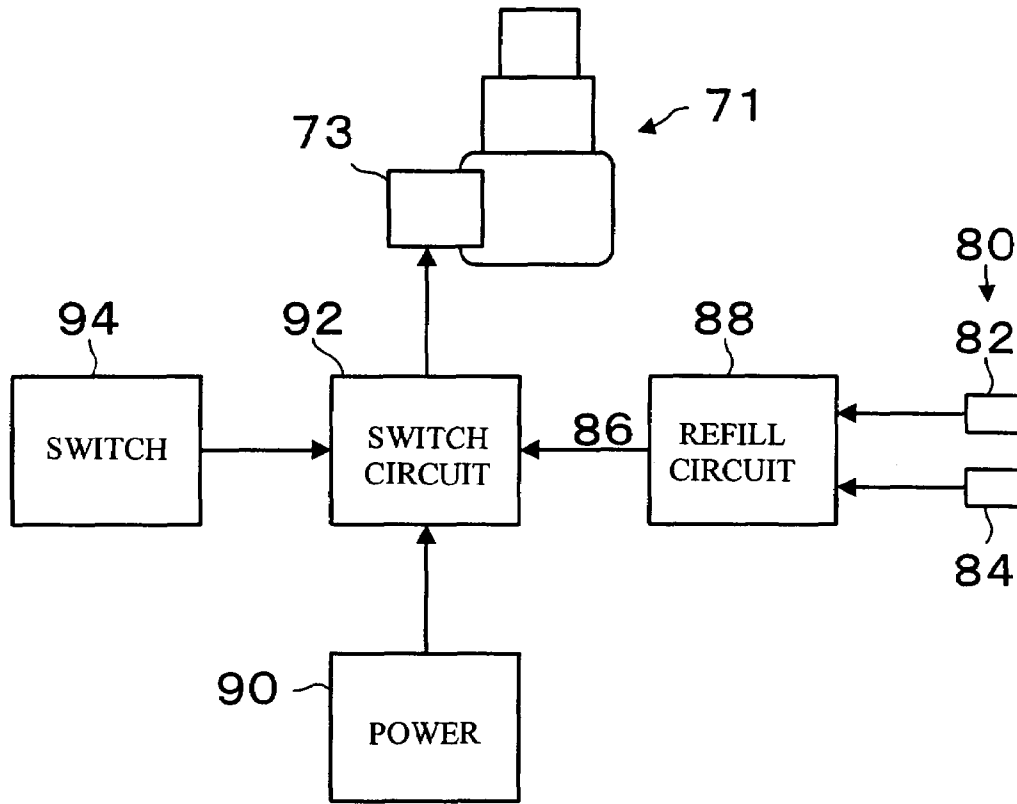 71
73
80
94
92
88
82
SWITCH
SWITCH
CIRCUIT
86
REFILL
CIRCUIT
84
90
POWER